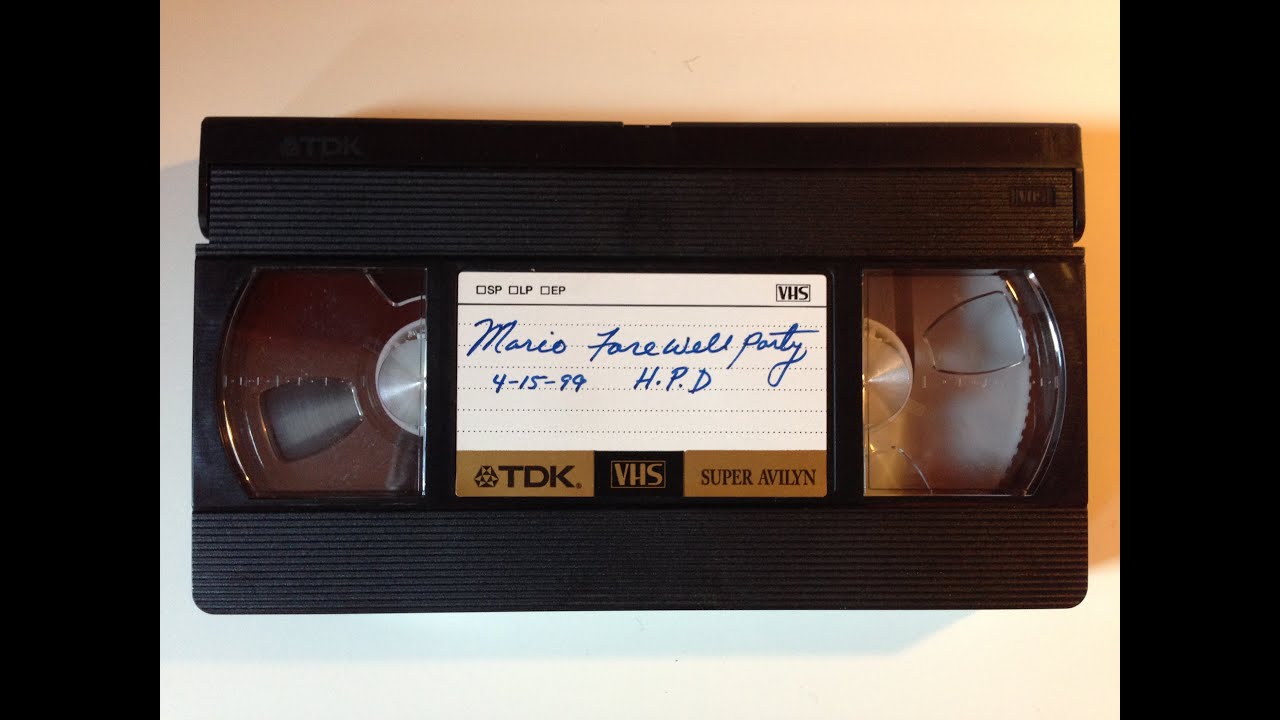 TDK
VHS
☐SP ☐LP ☐EP VHS
Mario Farewell Party
4-15-99 H.P.D
TDK® VHS SUPER AVILYN